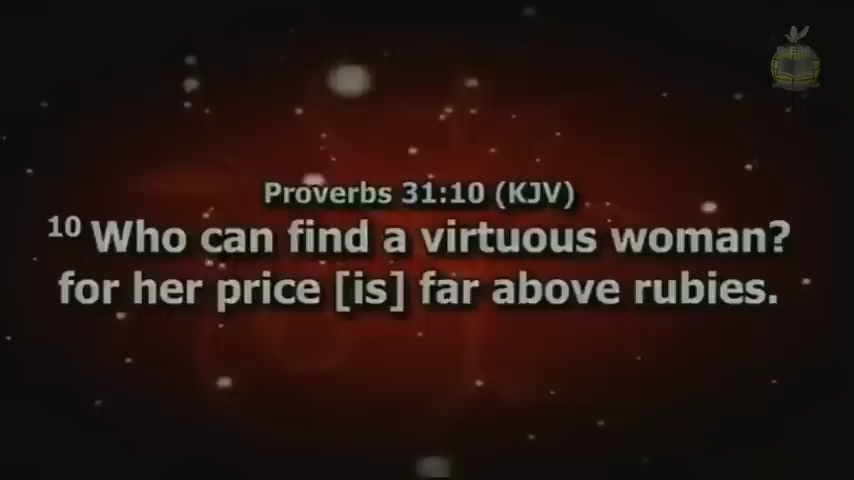 Proverbs 31:10 (KJV)
10 Who can find a virtuous woman?
for her price [is] far above rubies.